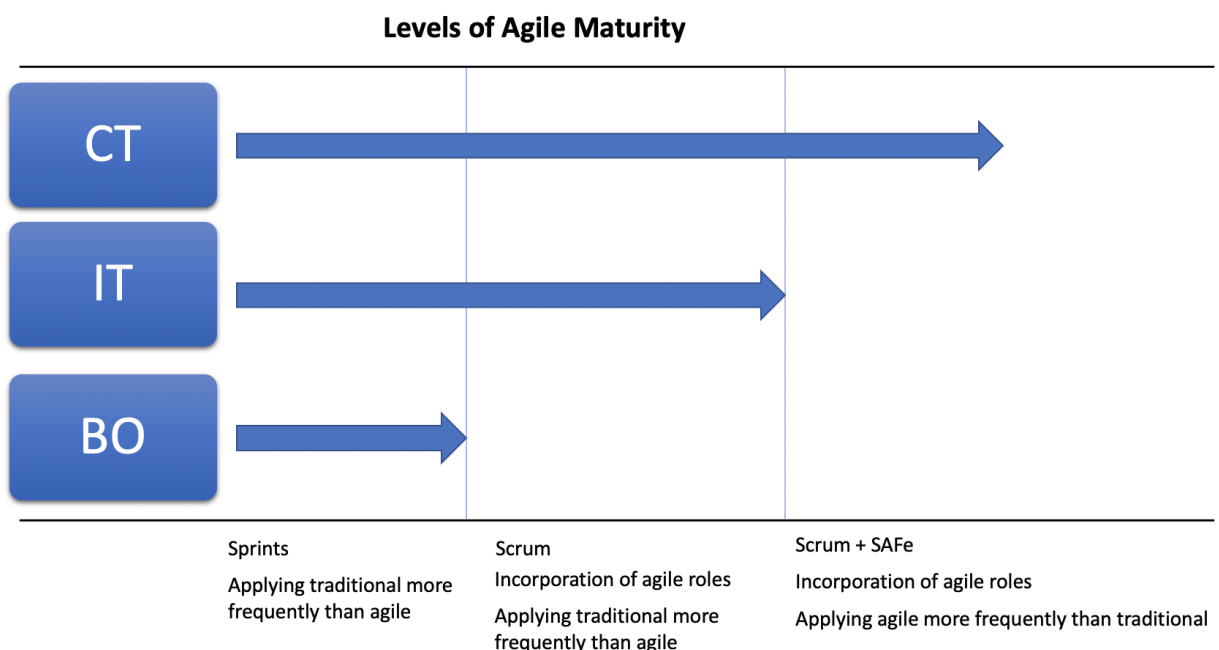 Levels of Agile Maturity
CT
IT
BO
Sprints
Applying traditional more
frequently than agile
Scrum
Incorporation of agile roles
Applying traditional more
frequently than agile
Scrum + SAFe
Incorporation of agile roles
Applying agile more frequently than traditional